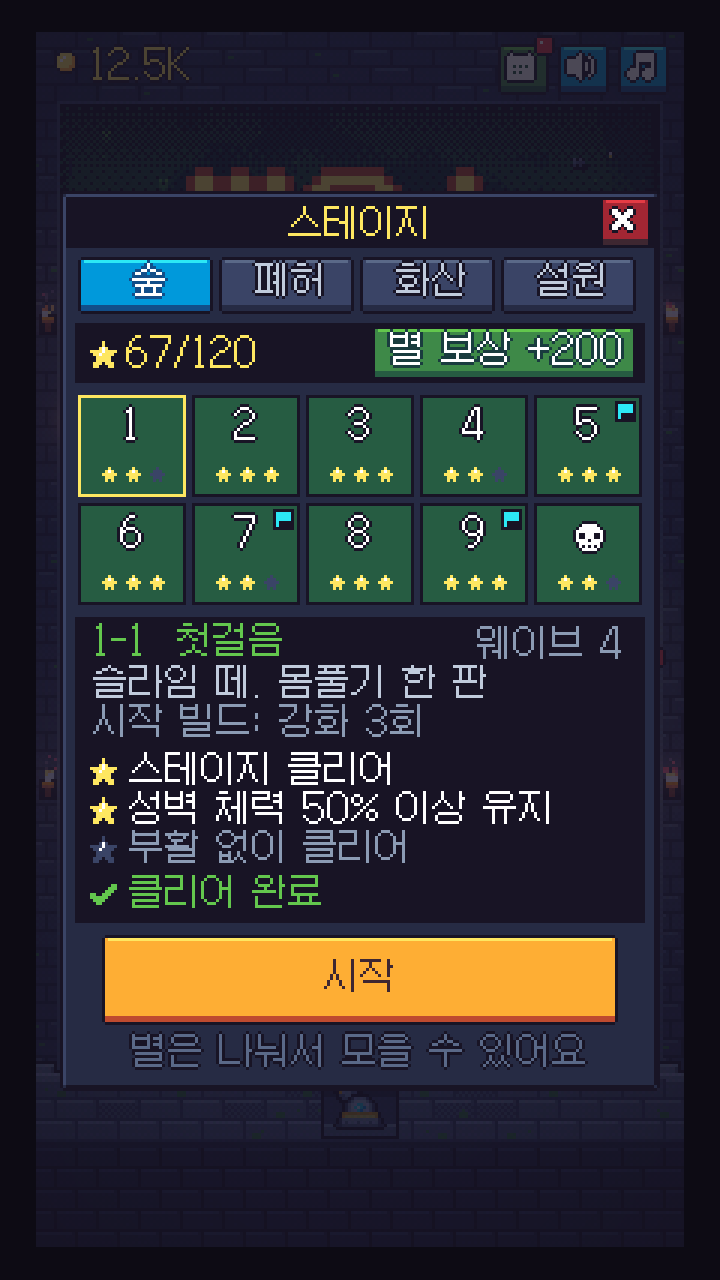 12.5K
스테이지
숲 폐허 화산 설원
67/120 별 보상 +200
1 2 3 4 5
6 7 8 9
1-1 첫걸음 웨이브 4
슬라임 떼. 몸풀기 한 판
시작 빌드: 강화 3회
스테이지 클리어
성벽 체력 50% 이상 유지
부활 없이 클리어
클리어 완료
시작
별은 나눠서 모을 수 있어요